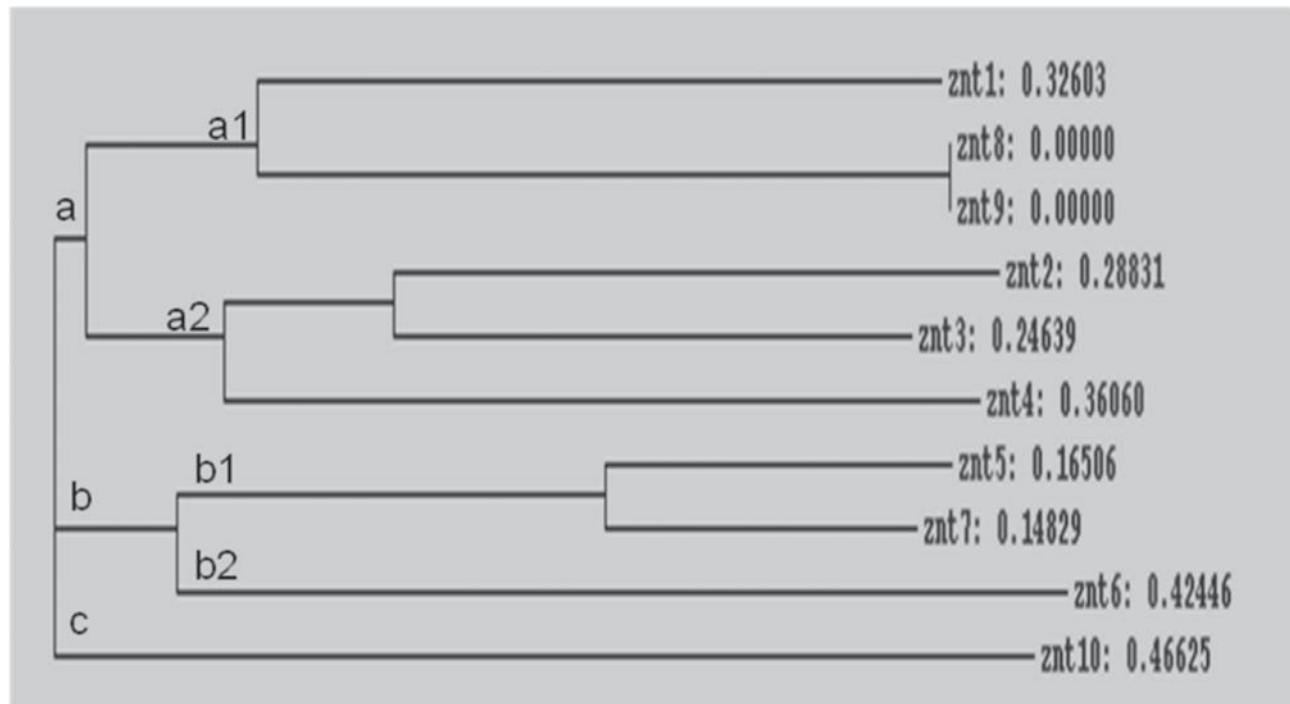 znt1: 0.32603
a1
znt8: 0.00000
a
znt9: 0.00000
znt2: 0.28831
a2
znt3: 0.24639
znt4: 0.36060
b1
znt5: 0.16506
b
znt7: 0.14829
b2
znt6: 0.42446
c
znt10: 0.46625